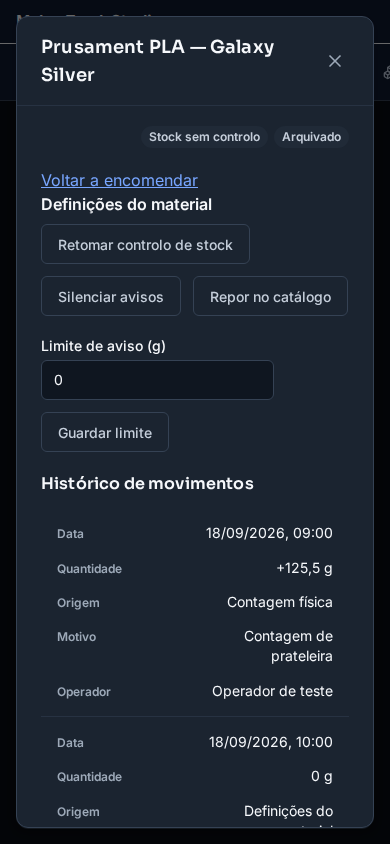 Prusament PLA — Galaxy
Silver
Stock sem controlo Arquivado
Voltar a encomendar
Definições do material
Retomar controlo de stock
Silenciar avisos Repor no catálogo
Limite de aviso (g)
0
Guardar limite
Histórico de movimentos
Data 18/09/2026, 09:00
Quantidade +125,5 g
Origem Contagem física
Motivo Contagem de
prateleira
Operador Operador de teste
Data 18/09/2026, 10:00
Quantidade 0 g
Origem Definições do